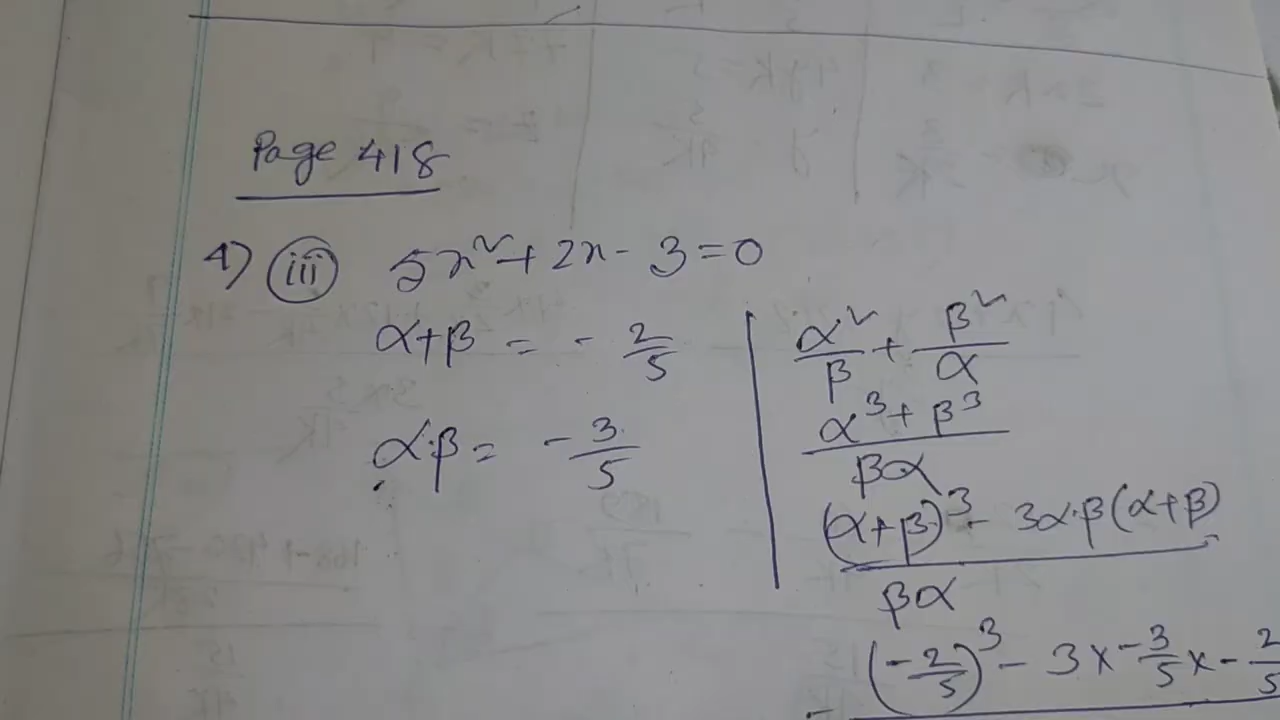 Page 418
4) (iii) 5x² + 2x - 3 = 0
α+β = - 2/5
α·β = - 3/5
α²/β + β²/α
α³ + β³
βα
(α+β)³ - 3α·β(α+β)
βα
(-2/5)³ - 3 x -3/5 x -2/5